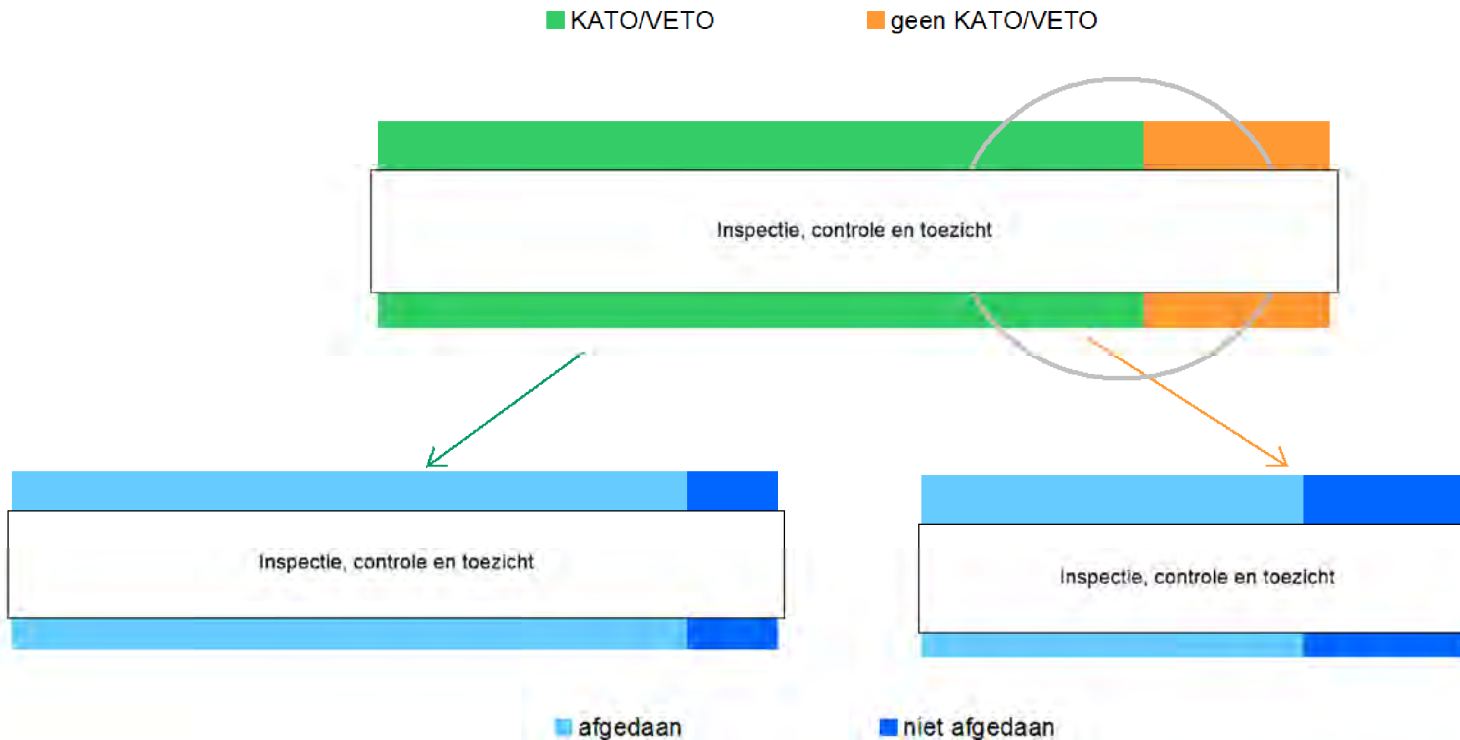 KATO/VETO
geen KATO/VETO
Inspectie, controle en toezicht
Inspectie, controle en toezicht
Inspectie, controle en toezicht
afgedaan
niet afgedaan